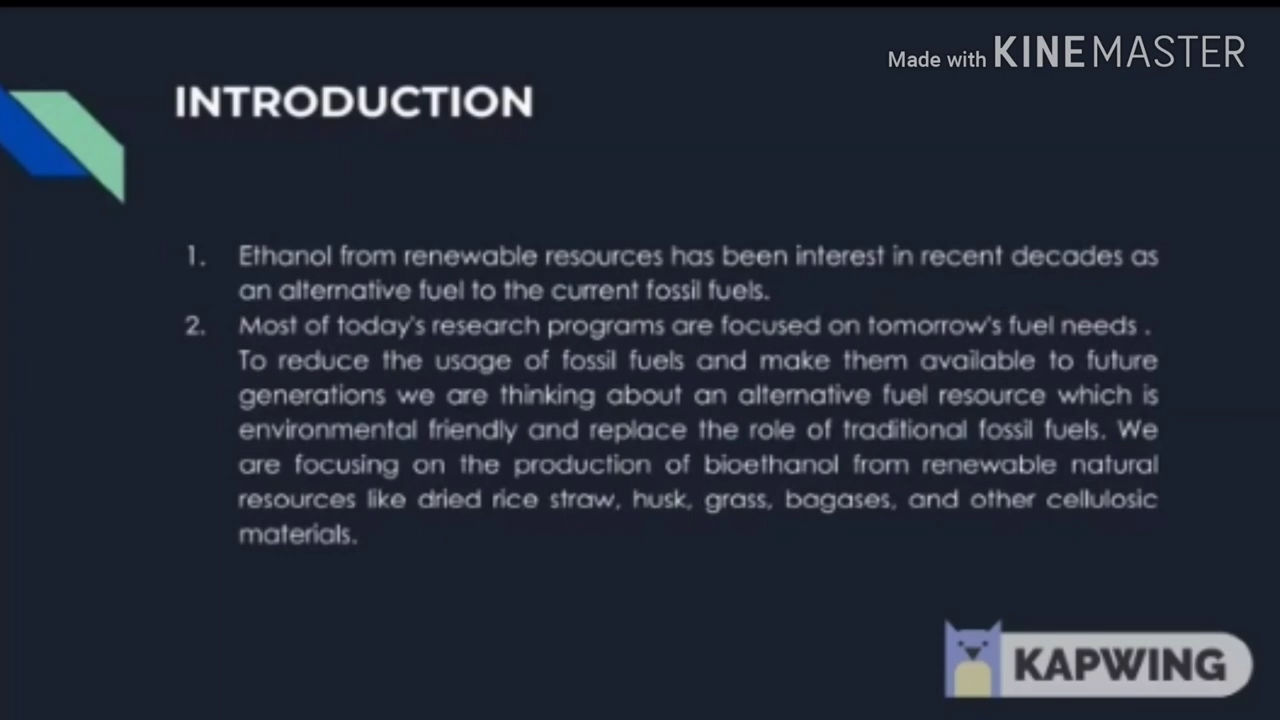 Made with KINEMASTER
INTRODUCTION
1. Ethanol from renewable resources has been interest in recent decades as
an alternative fuel to the current fossil fuels.
2. Most of today's research programs are focused on tomorrow's fuel needs .
To reduce the usage of fossil fuels and make them available to future
generations we are thinking about an alternative fuel resource which is
environmental friendly and replace the role of traditional fossil fuels. We
are focusing on the production of bioethanol from renewable natural
resources like dried rice straw, husk, grass, bagases, and other cellulosic
materials.
KAPWING